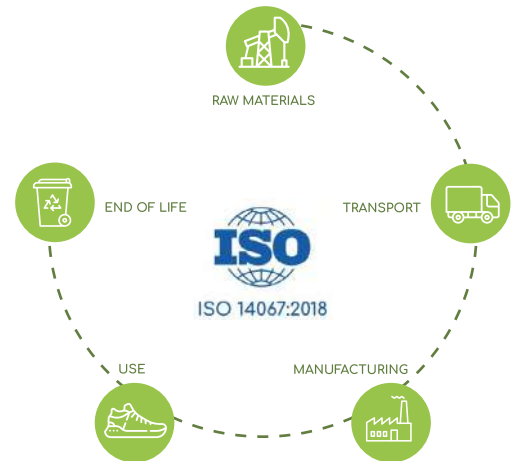 RAW MATERIALS
END OF LIFE
TRANSPORT
ISO
ISO 14067:2018
USE
MANUFACTURING